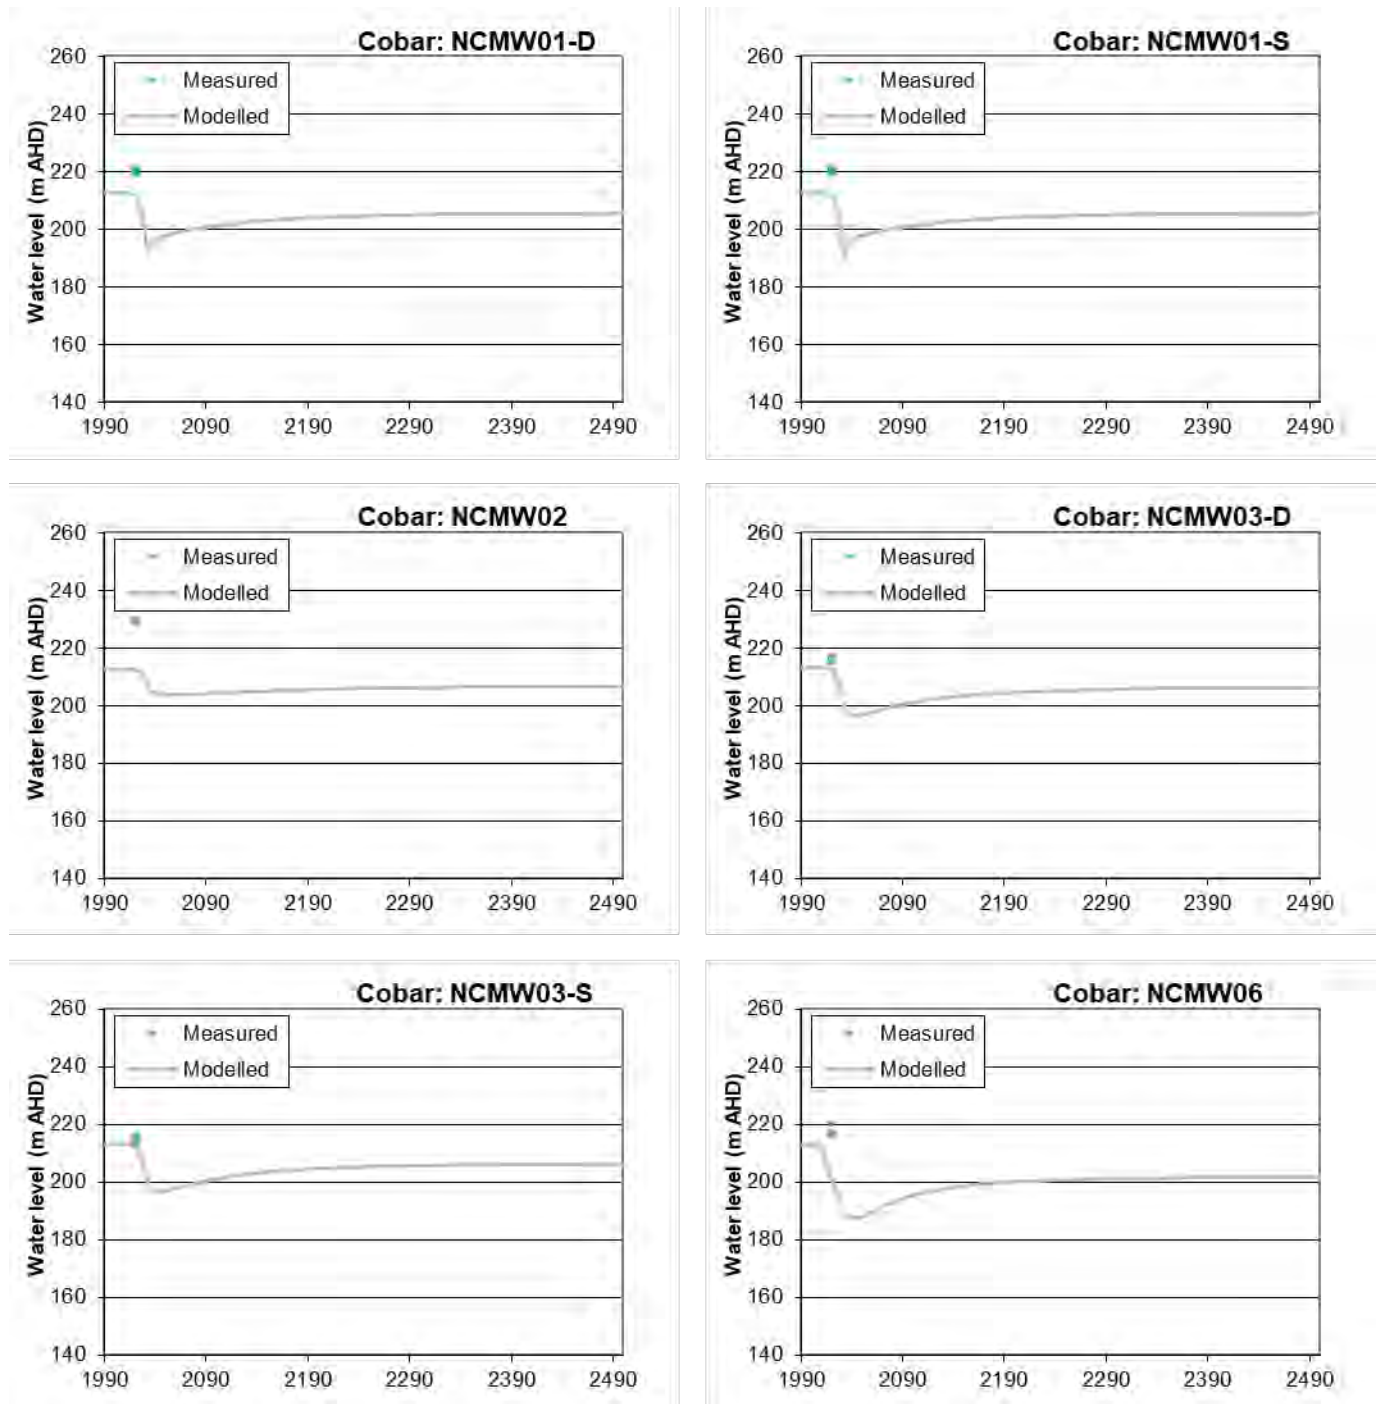 Cobar: NCMW01-D
Measured
Modelled
Water level (m AHD)
260
240
220
200
180
160
140
1990 2090 2190 2290 2390 2490
Cobar: NCMW01-S
Measured
Modelled
Water level (m AHD)
260
240
220
200
180
160
140
1990 2090 2190 2290 2390 2490
Cobar: NCMW02
Measured
Modelled
Water level (m AHD)
260
240
220
200
180
160
140
1990 2090 2190 2290 2390 2490
Cobar: NCMW03-D
Measured
Modelled
Water level (m AHD)
260
240
220
200
180
160
140
1990 2090 2190 2290 2390 2490
Cobar: NCMW03-S
Measured
Modelled
Water level (m AHD)
260
240
220
200
180
160
140
1990 2090 2190 2290 2390 2490
Cobar: NCMW06
Measured
Modelled
Water level (m AHD)
260
240
220
200
180
160
140
1990 2090 2190 2290 2390 2490